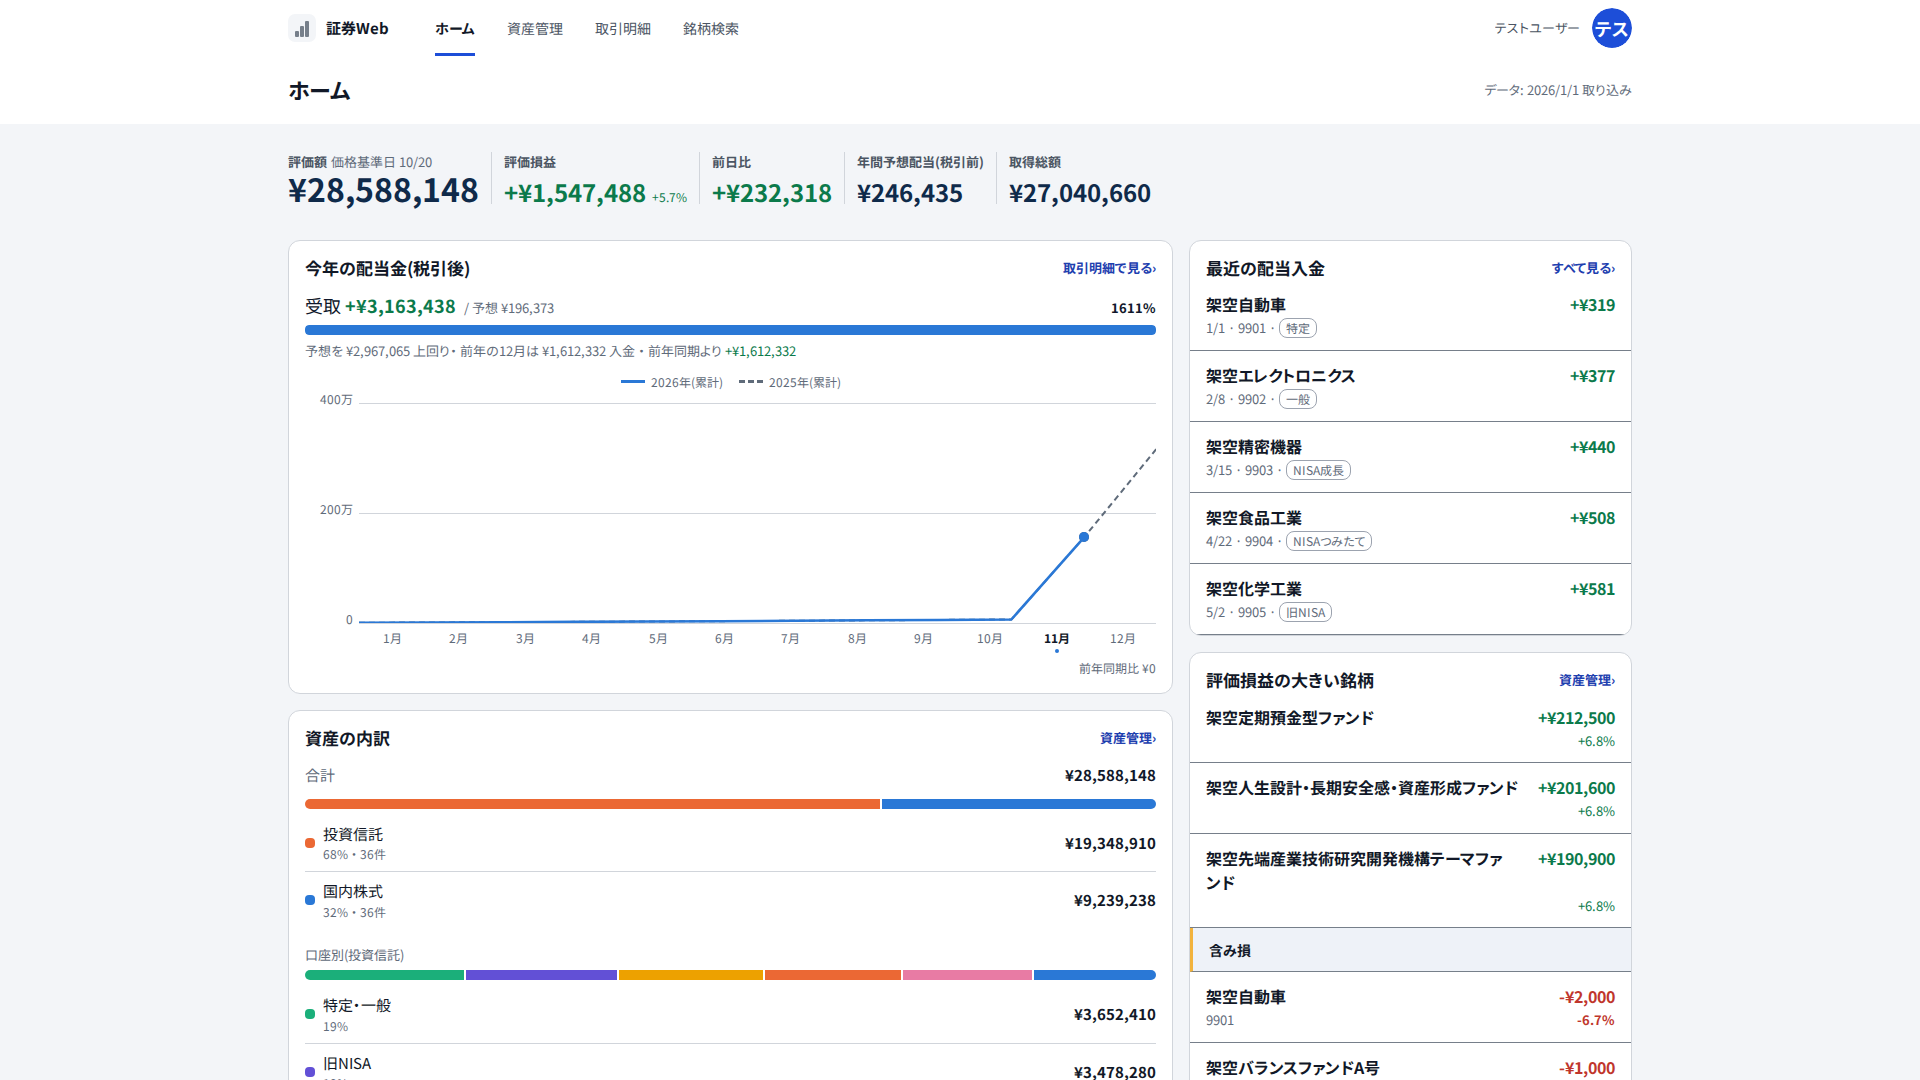 証券Web
ホーム
資産管理
取引明細
銘柄検索
テストユーザー
テス
ホーム
データ: 2026/1/1 取り込み
評価額 価格基準日 10/20
¥28,588,148
評価損益
+¥1,547,488 +5.7%
前日比
+¥232,318
年間予想配当(税引前)
¥246,435
取得総額
¥27,040,660
今年の配当金(税引後)
取引明細で見る›
受取 +¥3,163,438 / 予想 ¥196,373
1611%
予想を ¥2,967,065 上回り・前年の12月は ¥1,612,332 入金・前年同期より +¥1,612,332
2026年(累計)
2025年(累計)
400万
200万
0
1月 2月 3月 4月 5月 6月 7月 8月 9月 10月 11月 12月
前年同期比 ¥0
資産の内訳
資産管理›
合計
¥28,588,148
投資信託
68%・36件
¥19,348,910
国内株式
32%・36件
¥9,239,238
口座別(投資信託)
特定・一般
19%
¥3,652,410
旧NISA
¥3,478,280
最近の配当入金
すべて見る›
架空自動車
+¥319
1/1・9901・特定
架空エレクトロニクス
+¥377
2/8・9902・一般
架空精密機器
+¥440
3/15・9903・NISA成長
架空食品工業
+¥508
4/22・9904・NISAつみたて
架空化学工業
+¥581
5/2・9905・旧NISA
評価損益の大きい銘柄
資産管理›
架空定期預金型ファンド
+¥212,500
+6.8%
架空人生設計・長期安全感・資産形成ファンド
+¥201,600
+6.8%
架空先端産業技術研究開発機構テーマファ
ンド
+¥190,900
+6.8%
含み損
架空自動車
-¥2,000
9901
-6.7%
架空バランスファンドA号
-¥1,000